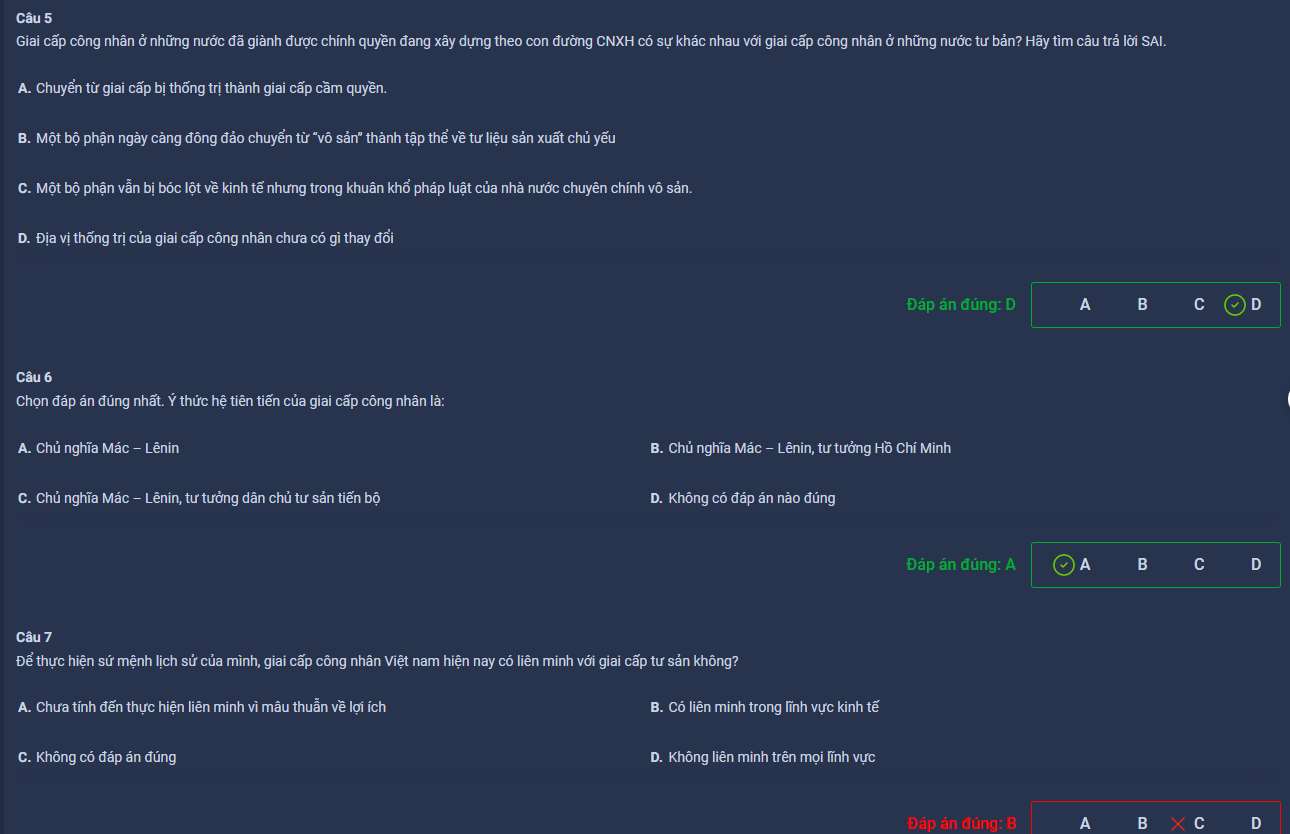 Câu 5
Giai cấp công nhân ở những nước đã giành được chính quyền đang xây dựng theo con đường CNXH có sự khác nhau với giai cấp công nhân ở những nước tư bản? Hãy tìm câu trả lời SAI.
A. Chuyển từ giai cấp bị thống trị thành giai cấp cầm quyền.
B. Một bộ phận ngày càng đông đảo chuyển từ “vô sản” thành tập thể về tư liệu sản xuất chủ yếu
C. Một bộ phận vẫn bị bóc lột về kinh tế nhưng trong khuân khổ pháp luật của nhà nước chuyên chính vô sản.
D. Địa vị thống trị của giai cấp công nhân chưa có gì thay đổi
Đáp án đúng: D A B C D
Câu 6
Chọn đáp án đúng nhất. Ý thức hệ tiên tiến của giai cấp công nhân là:
A. Chủ nghĩa Mác – Lênin B. Chủ nghĩa Mác – Lênin, tư tưởng Hồ Chí Minh
C. Chủ nghĩa Mác – Lênin, tư tưởng dân chủ tư sản tiến bộ D. Không có đáp án nào đúng
Đáp án đúng: A A B C D
Câu 7
Để thực hiện sứ mệnh lịch sử của mình, giai cấp công nhân Việt nam hiện nay có liên minh với giai cấp tư sản không?
A. Chưa tính đến thực hiện liên minh vì mâu thuẫn về lợi ích B. Có liên minh trong lĩnh vực kinh tế
C. Không có đáp án đúng D. Không liên minh trên mọi lĩnh vực
Đáp án đúng: B A B C D